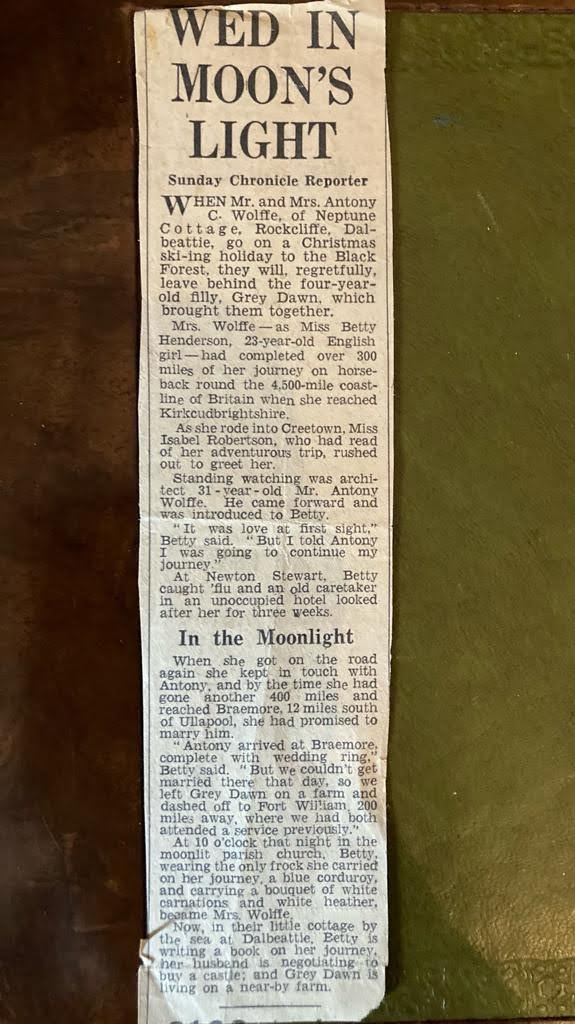 WED IN
MOON'S
LIGHT
Sunday Chronicle Reporter
WHEN Mr. and Mrs. Antony
C. Wolffe, of Neptune
Cottage, Rockcliffe, Dal-
beattie, go on a Christmas
ski-ing holiday to the Black
Forest, they will, regretfully,
leave behind the four-year-
old filly, Grey Dawn, which
brought them together.
Mrs. Wolffe — as Miss Betty
Henderson, 23-year-old English
girl — had completed over 300
miles of her journey on horse-
back round the 4,500-mile coast-
line of Britain when she reached
Kirkcudbrightshire.
As she rode into Creetown, Miss
Isabel Robertson, who had read
of her adventurous trip, rushed
out to greet her.
Standing watching was archi-
tect 31-year-old Mr. Antony
Wolffe. He came forward and
was introduced to Betty.
"It was love at first sight,"
Betty said. "But I told Antony
I was going to continue my
journey."
At Newton Stewart, Betty
caught 'flu and an old caretaker
in an unoccupied hotel looked
after her for three weeks.
In the Moonlight
When she got on the road
again she kept in touch with
Antony, and by the time she had
gone another 400 miles and
reached Braemore, 12 miles south
of Ullapool, she had promised to
marry him.
"Antony arrived at Braemore,
complete with wedding ring,"
Betty said. "But we couldn't get
married there that day, so we
left Grey Dawn on a farm and
dashed off to Fort William, 200
miles away, where we had both
attended a service previously."
At 10 o'clock that night in the
moonlit parish church, Betty,
wearing the only frock she carried
on her journey, a blue corduroy,
and carrying a bouquet of white
carnations and white heather,
became Mrs. Wolffe.
Now, in their little cottage by
the sea at Dalbeattie, Betty is
writing a book on her journey,
her husband is negotiating to
buy a castle; and Grey Dawn is
living on a near-by farm.